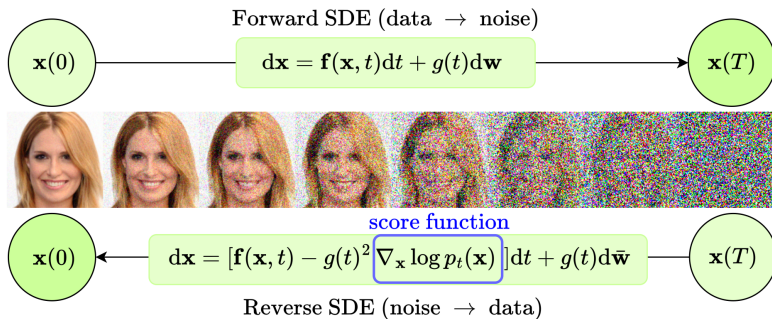 Forward SDE (data → noise)
x(0) dx = f(x, t)dt + g(t)dw x(T)
score function
x(0) dx = [f(x, t) − g(t)² ∇ₓ log pₜ(x) ]dt + g(t)dw̄ x(T)
Reverse SDE (noise → data)